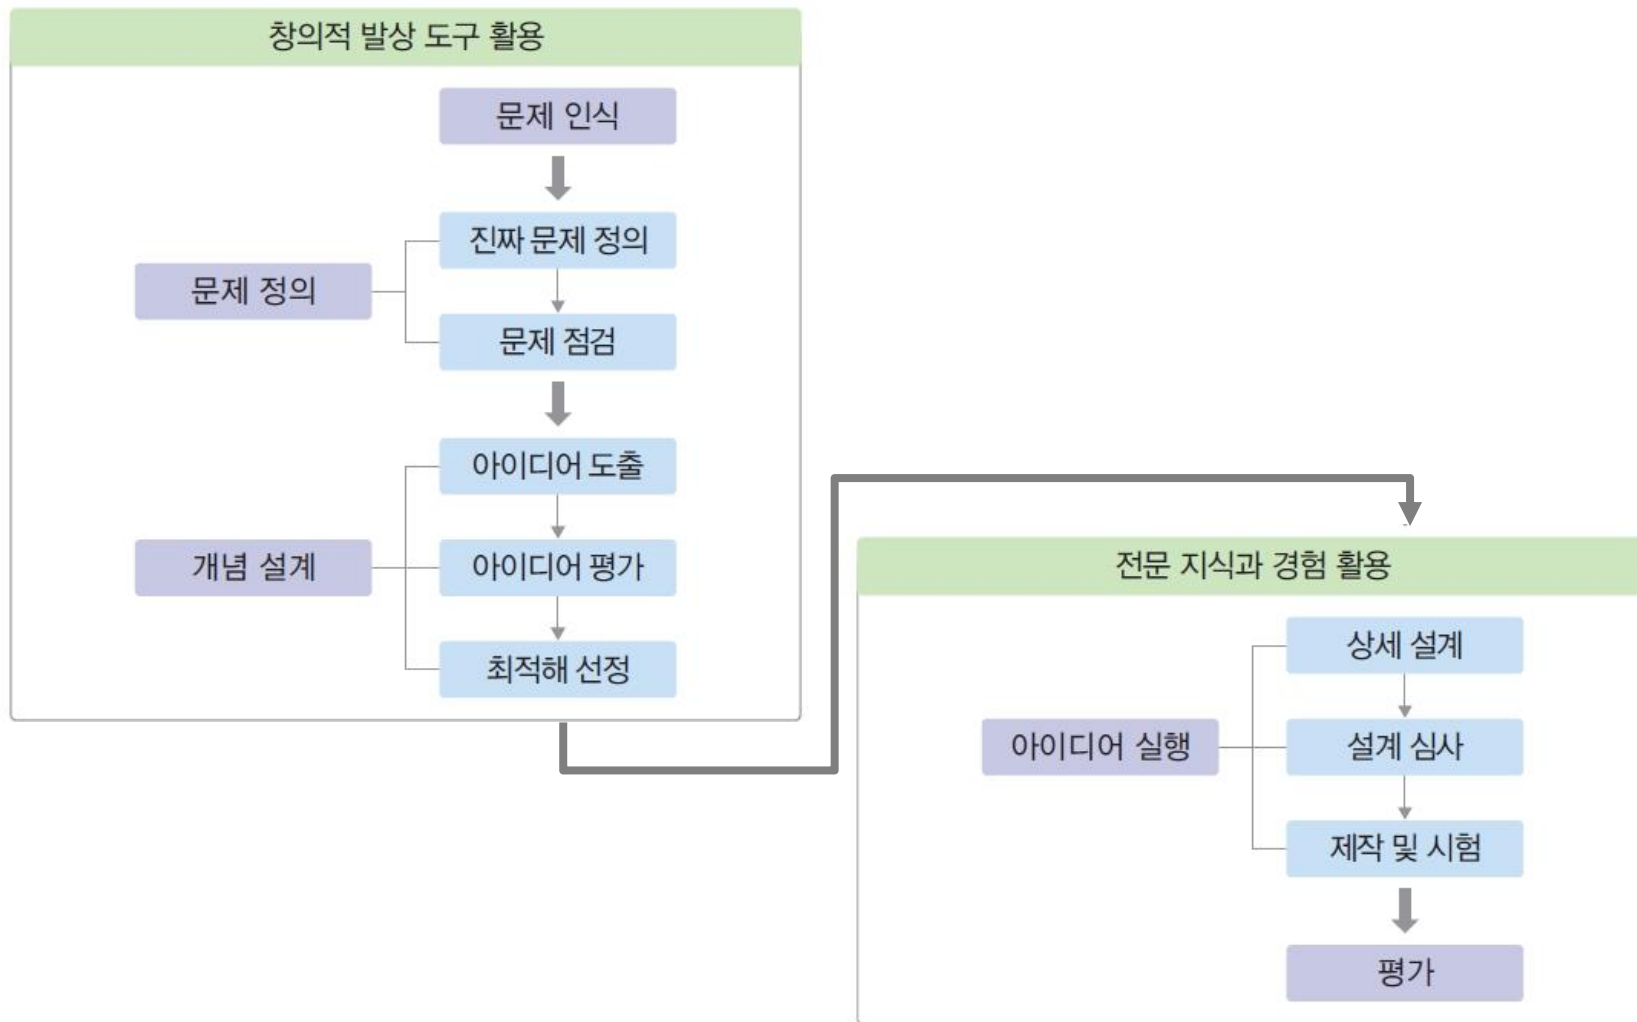 창의적 발상 도구 활용
문제 인식
진짜 문제 정의
문제 정의
문제 점검
아이디어 도출
개념 설계
아이디어 평가
최적해 선정
전문 지식과 경험 활용
상세 설계
아이디어 실행
설계 심사
제작 및 시험
평가